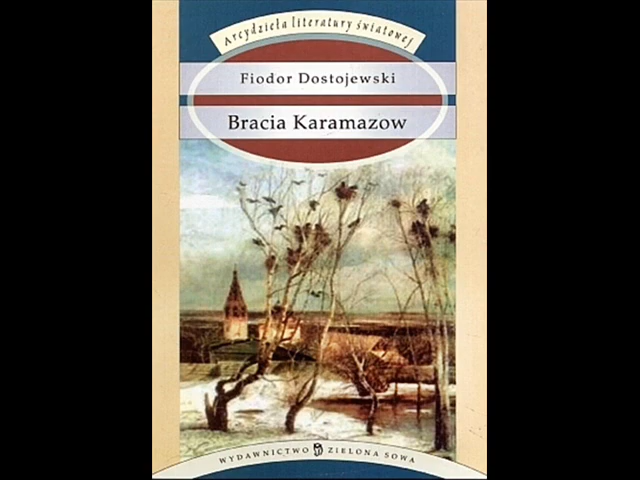 Arcydzieła literatury światowej
Fiodor Dostojewski
Bracia Karamazow
WYDAWNICTWO ZIELONA SOWA